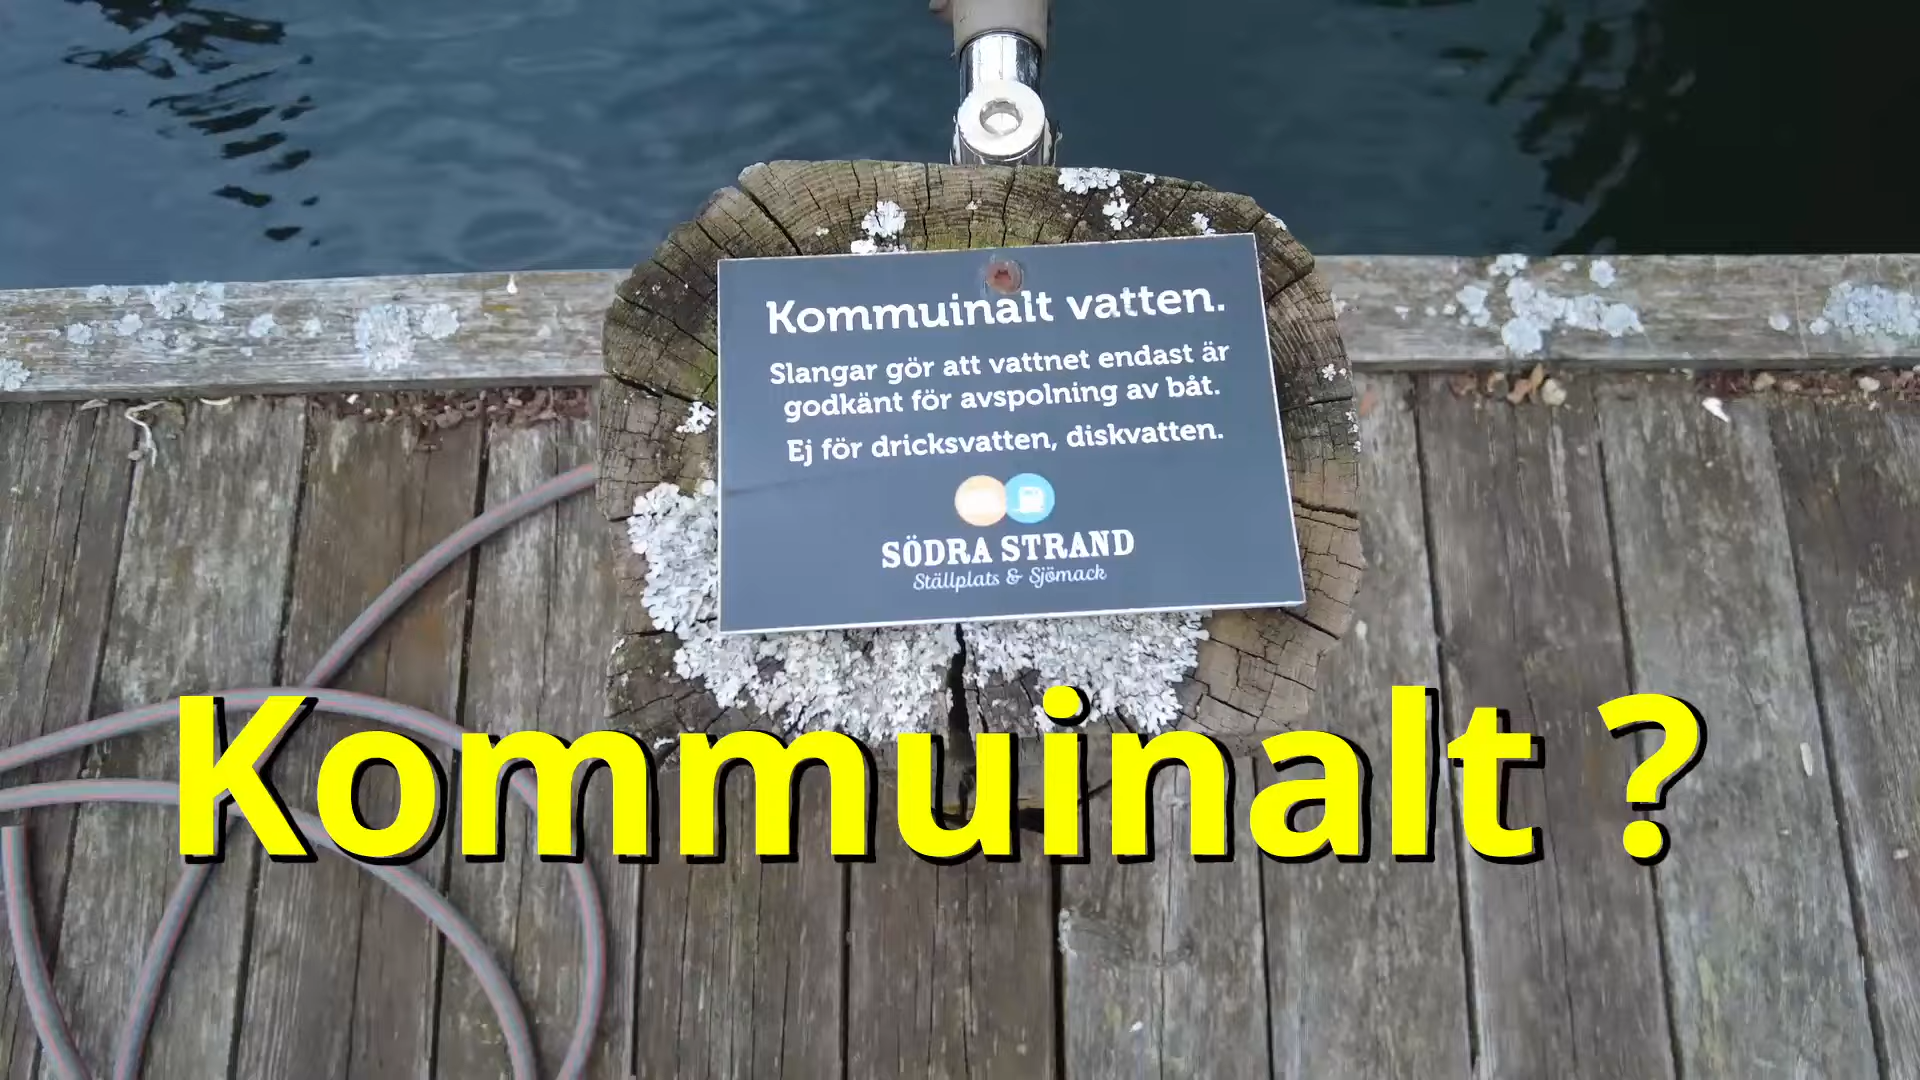 Kommuinalt vatten.
Slangar gör att vattnet endast är
godkänt för avspolning av båt.
Ej för dricksvatten, diskvatten.
SÖDRA STRAND
Ställplats & Sjömack
Kommuinalt ?